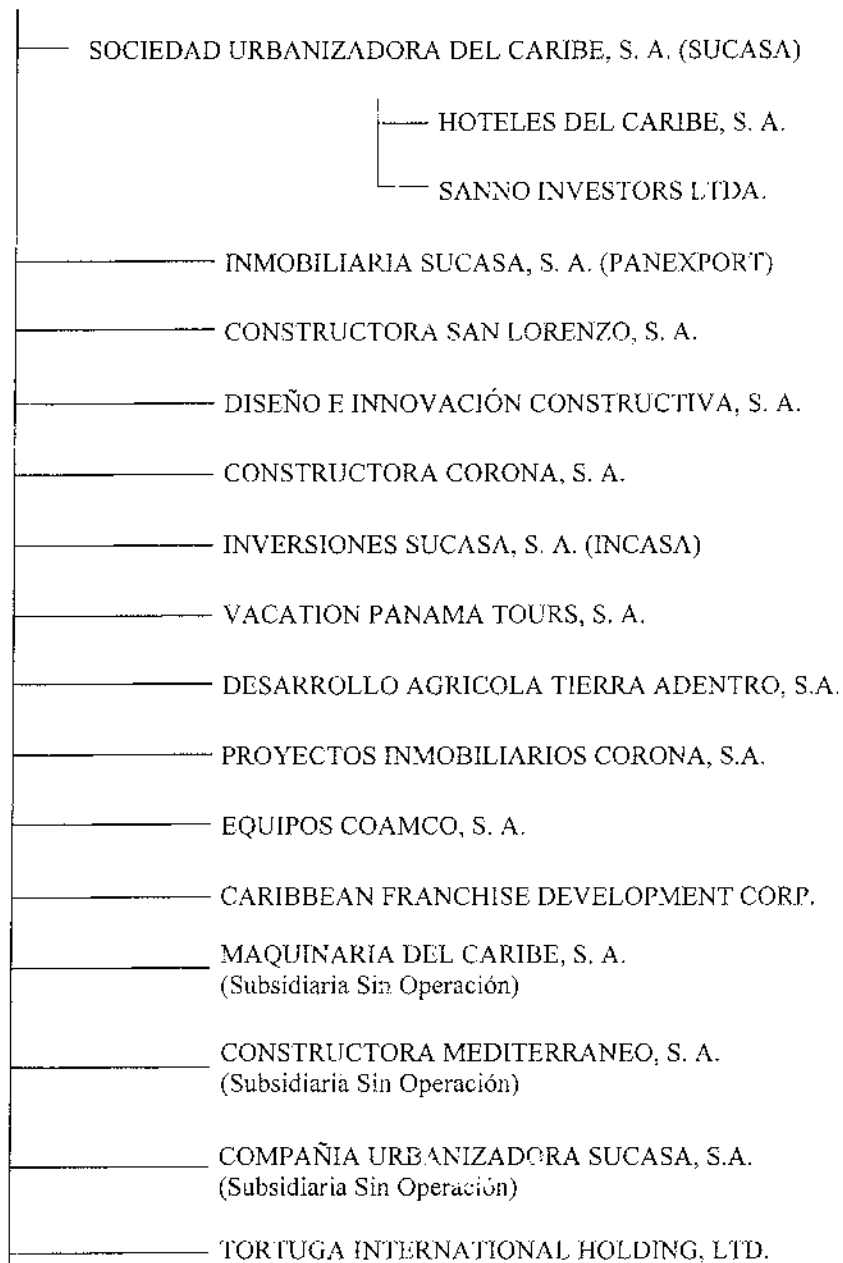 SOCIEDAD URBANIZADORA DEL CARIBE, S. A. (SUCASA)
HOTELES DEL CARIBE, S. A.
SANNO INVESTORS LTDA.
INMOBILIARIA SUCASA, S. A. (PANEXPORT)
CONSTRUCTORA SAN LORENZO, S. A.
DISEÑO E INNOVACIÓN CONSTRUCTIVA, S. A.
CONSTRUCTORA CORONA, S. A.
INVERSIONES SUCASA, S. A. (INCASA)
VACATION PANAMA TOURS, S. A.
DESARROLLO AGRICOLA TIERRA ADENTRO, S.A.
PROYECTOS INMOBILIARIOS CORONA, S.A.
EQUIPOS COAMCO, S. A.
CARIBBEAN FRANCHISE DEVELOPMENT CORP.
MAQUINARIA DEL CARIBE, S. A.
(Subsidiaria Sin Operación)
CONSTRUCTORA MEDITERRANEO, S. A.
(Subsidiaria Sin Operación)
COMPAÑIA URBANIZADORA SUCASA, S.A.
(Subsidiaria Sin Operación)
TORTUGA INTERNATIONAL HOLDING, LTD.